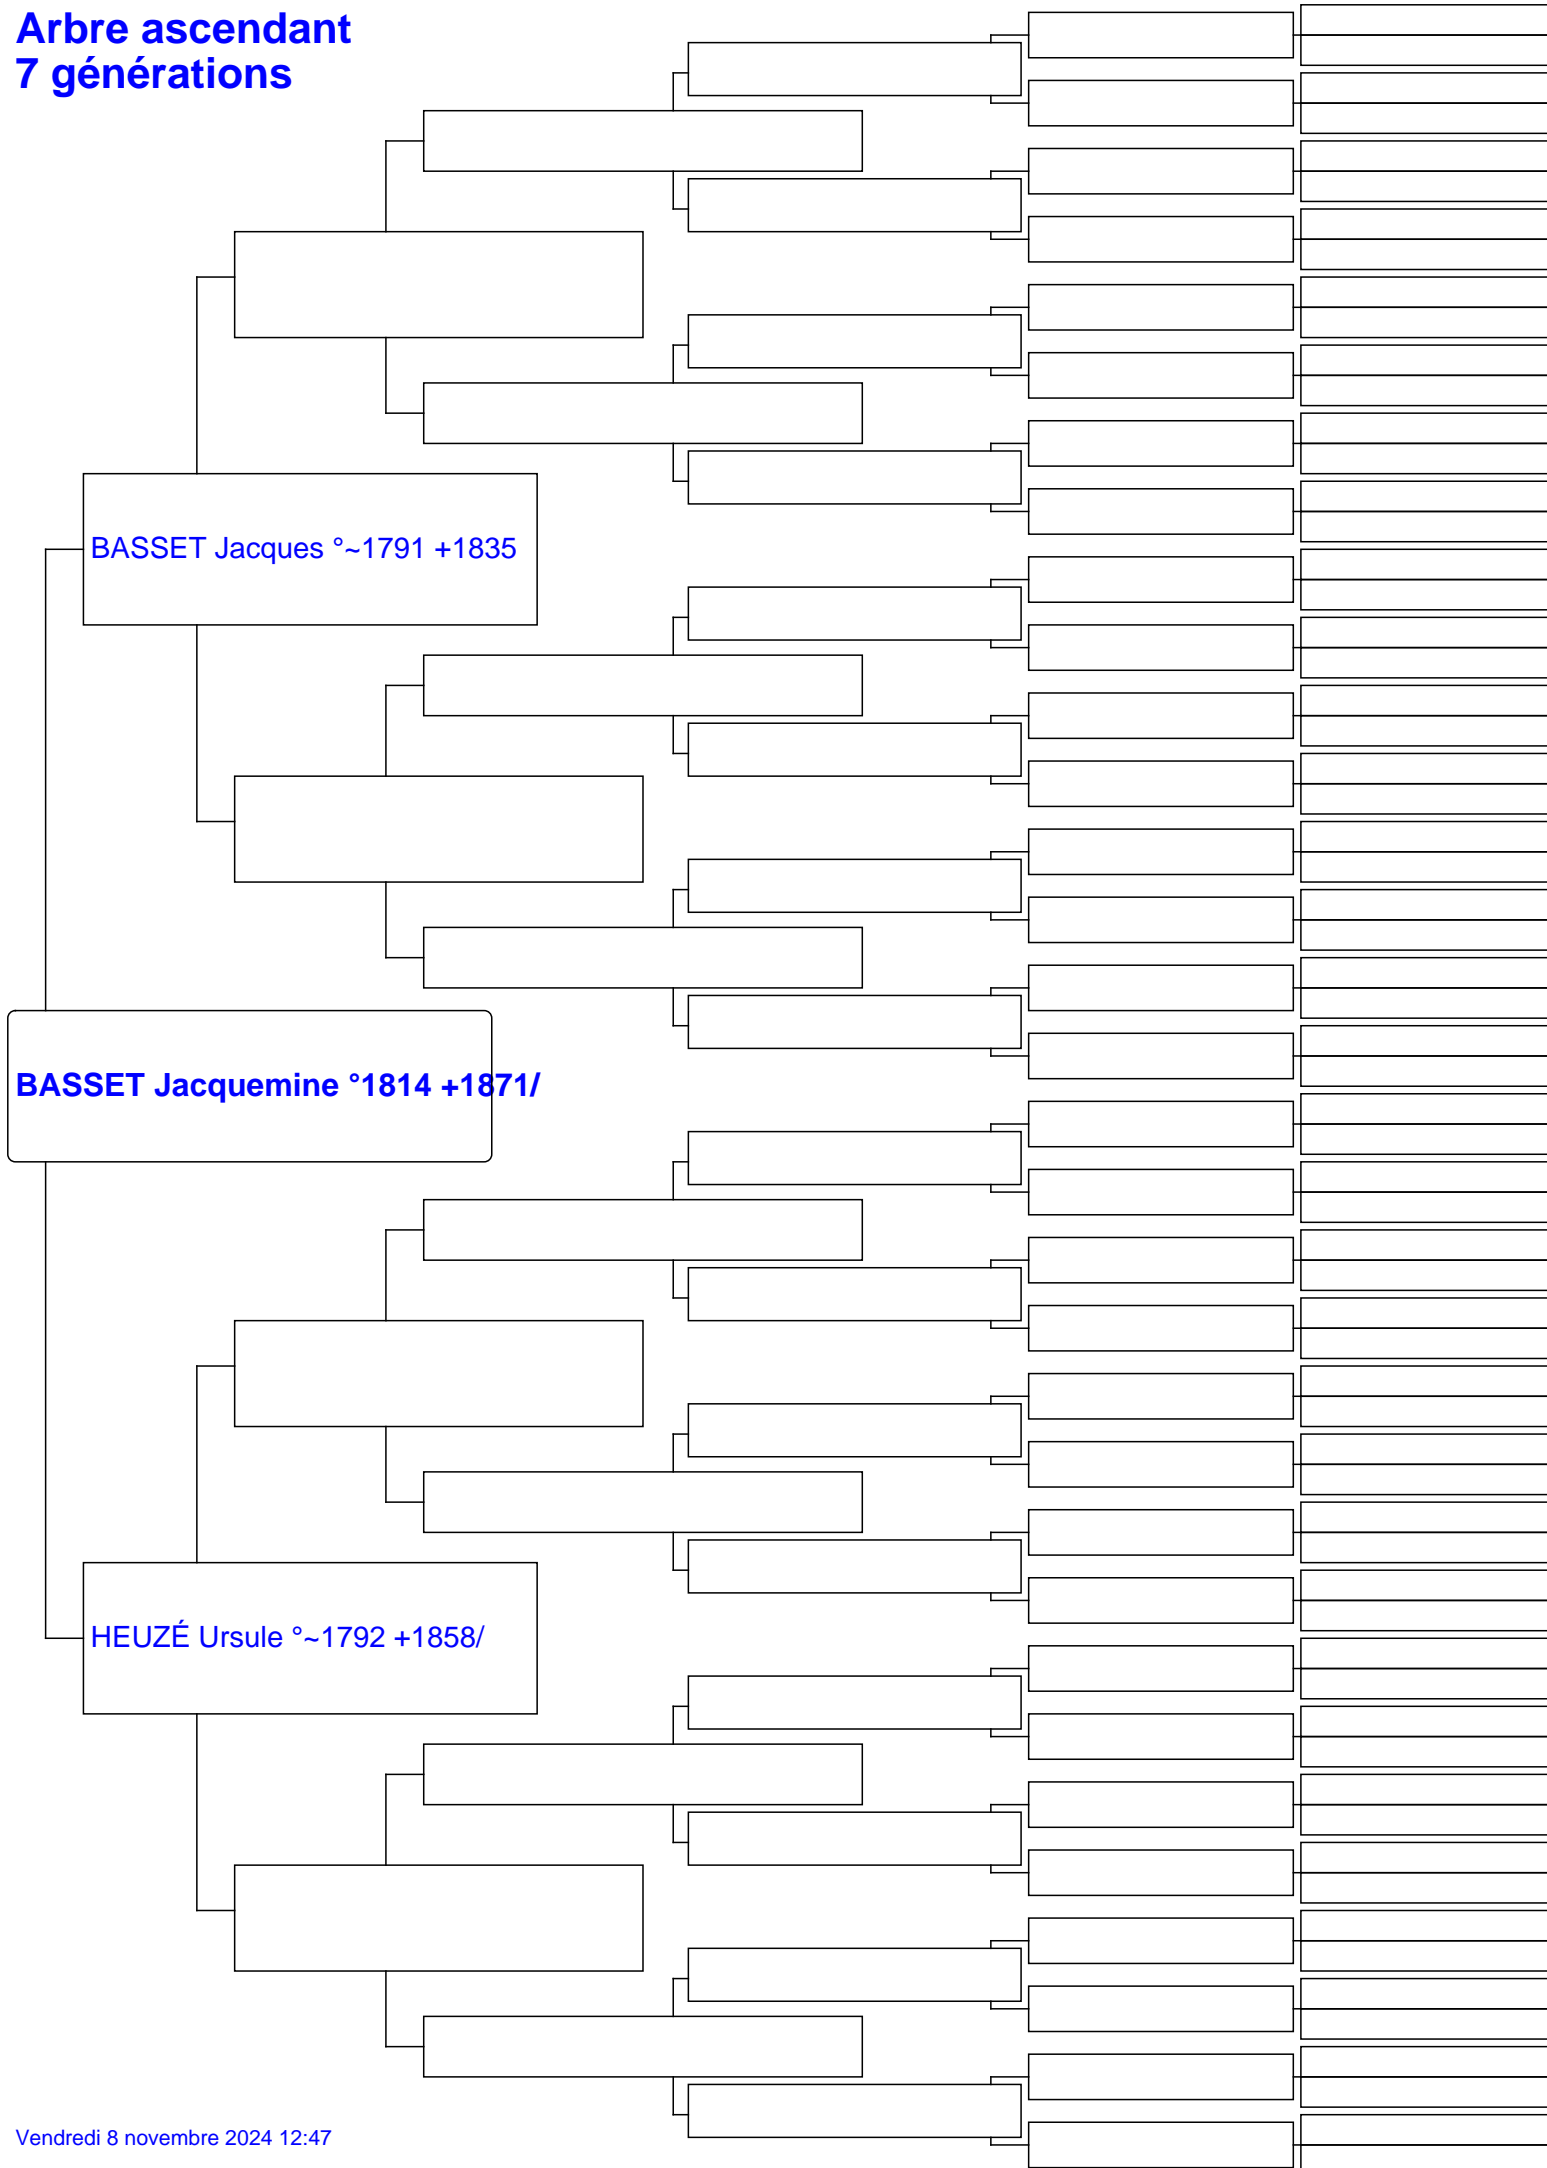 Arbre ascendant
7 générations
BASSET Jacques °~1791 +1835
BASSET Jacquemine °1814 +1871/
HEUZÉ Ursule °~1792 +1858/
Vendredi 8 novembre 2024 12:47